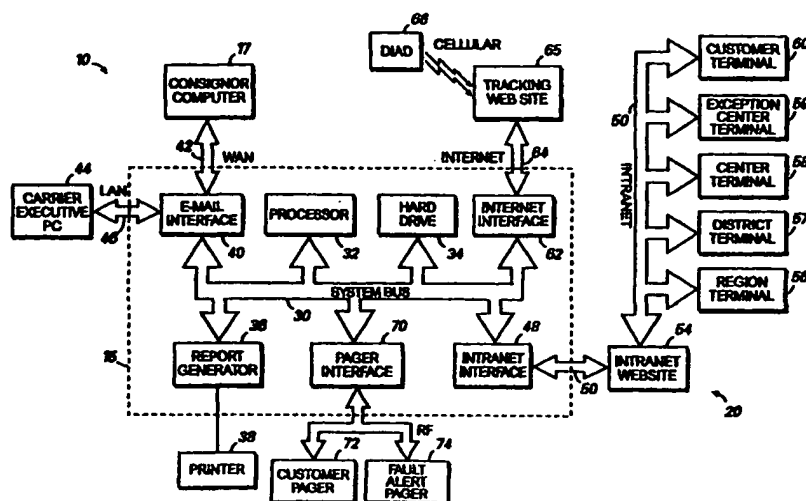 10
17
CONSIGNOR
COMPUTER
42
WAN
66
DIAD
CELLULAR
65
TRACKING
WEB SITE
INTERNET
64
44
CARRIER
EXECUTIVE
PC
LAN
46
E-MAIL
INTERFACE
40
PROCESSOR
32
HARD
DRIVE
34
INTERNET
INTERFACE
62
SYSTEM BUS
30
15
36
REPORT
GENERATOR
70
PAGER
INTERFACE
48
INTRANET
INTERFACE
50
54
INTRANET
WEBSITE
20
38
PRINTER
72
CUSTOMER
PAGER
RF
74
FAULT
ALERT
PAGER
50
INTRANET
60
CUSTOMER
TERMINAL
59
EXCEPTION
CENTER
TERMINAL
58
CENTER
TERMINAL
57
DISTRICT
TERMINAL
56
REGION
TERMINAL